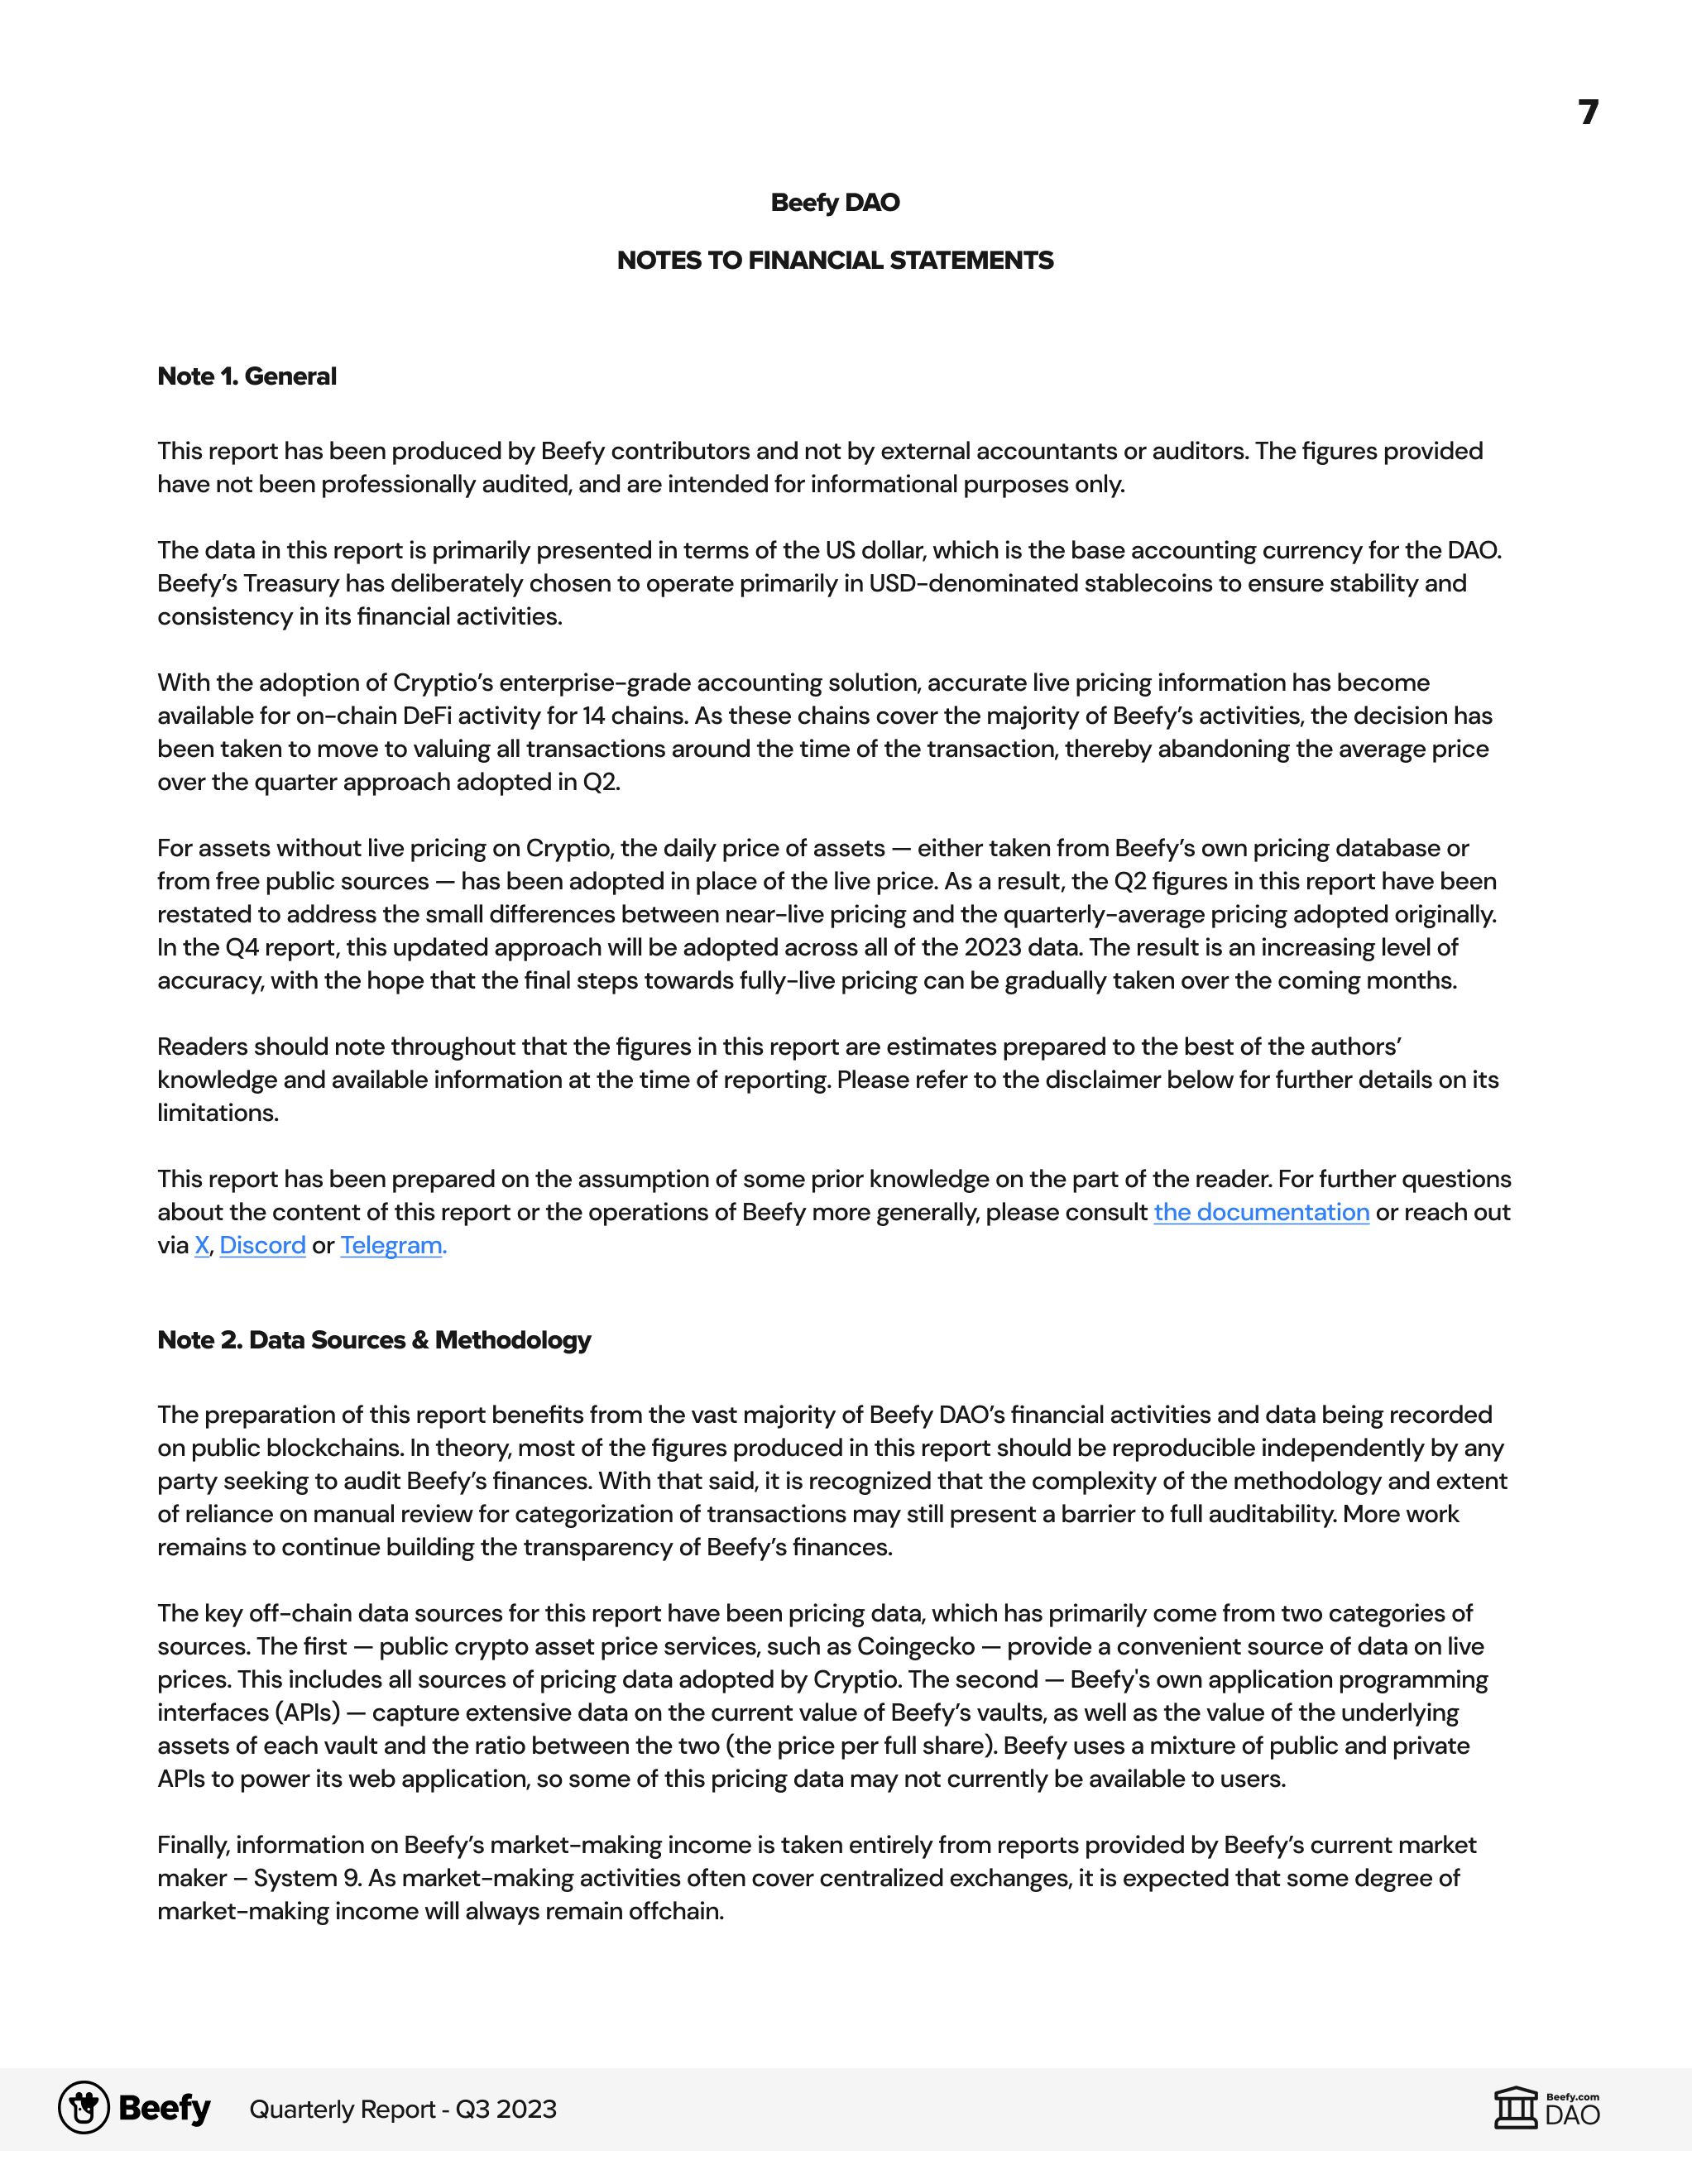 7
Beefy DAO
NOTES TO FINANCIAL STATEMENTS
Note 1. General
This report has been produced by Beefy contributors and not by external accountants or auditors. The figures provided
have not been professionally audited, and are intended for informational purposes only.
The data in this report is primarily presented in terms of the US dollar, which is the base accounting currency for the DAO.
Beefy’s Treasury has deliberately chosen to operate primarily in USD-denominated stablecoins to ensure stability and
consistency in its financial activities.
With the adoption of Cryptio’s enterprise-grade accounting solution, accurate live pricing information has become
available for on-chain DeFi activity for 14 chains. As these chains cover the majority of Beefy’s activities, the decision has
been taken to move to valuing all transactions around the time of the transaction, thereby abandoning the average price
over the quarter approach adopted in Q2.
For assets without live pricing on Cryptio, the daily price of assets — either taken from Beefy’s own pricing database or
from free public sources — has been adopted in place of the live price. As a result, the Q2 figures in this report have been
restated to address the small differences between near-live pricing and the quarterly-average pricing adopted originally.
In the Q4 report, this updated approach will be adopted across all of the 2023 data. The result is an increasing level of
accuracy, with the hope that the final steps towards fully-live pricing can be gradually taken over the coming months.
Readers should note throughout that the figures in this report are estimates prepared to the best of the authors’
knowledge and available information at the time of reporting. Please refer to the disclaimer below for further details on its
limitations.
This report has been prepared on the assumption of some prior knowledge on the part of the reader. For further questions
about the content of this report or the operations of Beefy more generally, please consult the documentation or reach out
via X, Discord or Telegram.
Note 2. Data Sources & Methodology
The preparation of this report benefits from the vast majority of Beefy DAO’s financial activities and data being recorded
on public blockchains. In theory, most of the figures produced in this report should be reproducible independently by any
party seeking to audit Beefy’s finances. With that said, it is recognized that the complexity of the methodology and extent
of reliance on manual review for categorization of transactions may still present a barrier to full auditability. More work
remains to continue building the transparency of Beefy’s finances.
The key off-chain data sources for this report have been pricing data, which has primarily come from two categories of
sources. The first — public crypto asset price services, such as Coingecko — provide a convenient source of data on live
prices. This includes all sources of pricing data adopted by Cryptio. The second — Beefy's own application programming
interfaces (APIs) — capture extensive data on the current value of Beefy’s vaults, as well as the value of the underlying
assets of each vault and the ratio between the two (the price per full share). Beefy uses a mixture of public and private
APIs to power its web application, so some of this pricing data may not currently be available to users.
Finally, information on Beefy’s market-making income is taken entirely from reports provided by Beefy’s current market
maker – System 9. As market-making activities often cover centralized exchanges, it is expected that some degree of
market-making income will always remain offchain.
Beefy Quarterly Report - Q3 2023
Beefy.com
DAO